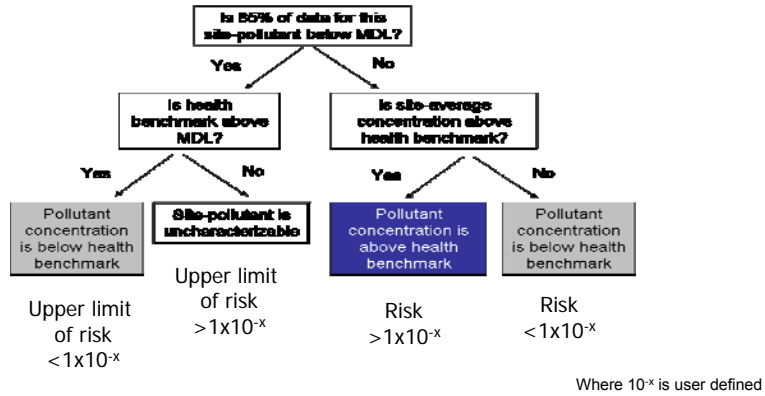 Is 85% of data for this
site-pollutant below MDL?
Yes
No
Is health
benchmark above
MDL?
Is site-average
concentration above
health benchmark?
Yes
No
Yes
No
Pollutant
concentration
is below health
benchmark
Site-pollutant is
uncharacterizable
Pollutant
concentration is
above health
benchmark
Pollutant
concentration
is below health
benchmark
Upper limit
of risk
<1x10⁻ˣ
Upper limit
of risk
>1x10⁻ˣ
Risk
>1x10⁻ˣ
Risk
<1x10⁻ˣ
Where 10⁻ˣ is user defined